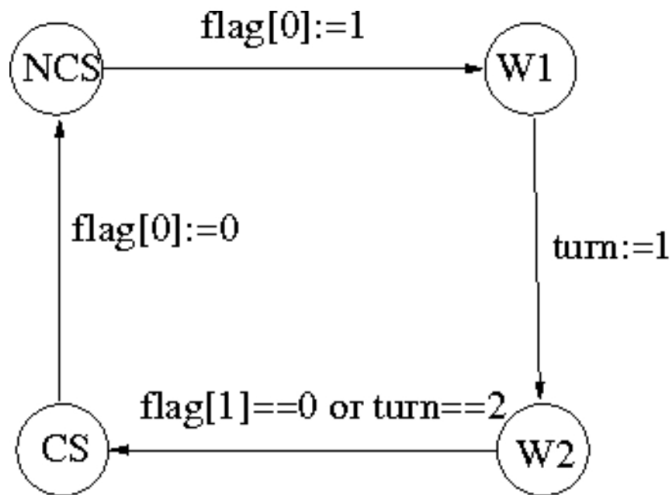 flag[0]:=1
NCS
W1
flag[0]:=0
turn:=1
flag[1]==0 or turn==2
CS
W2